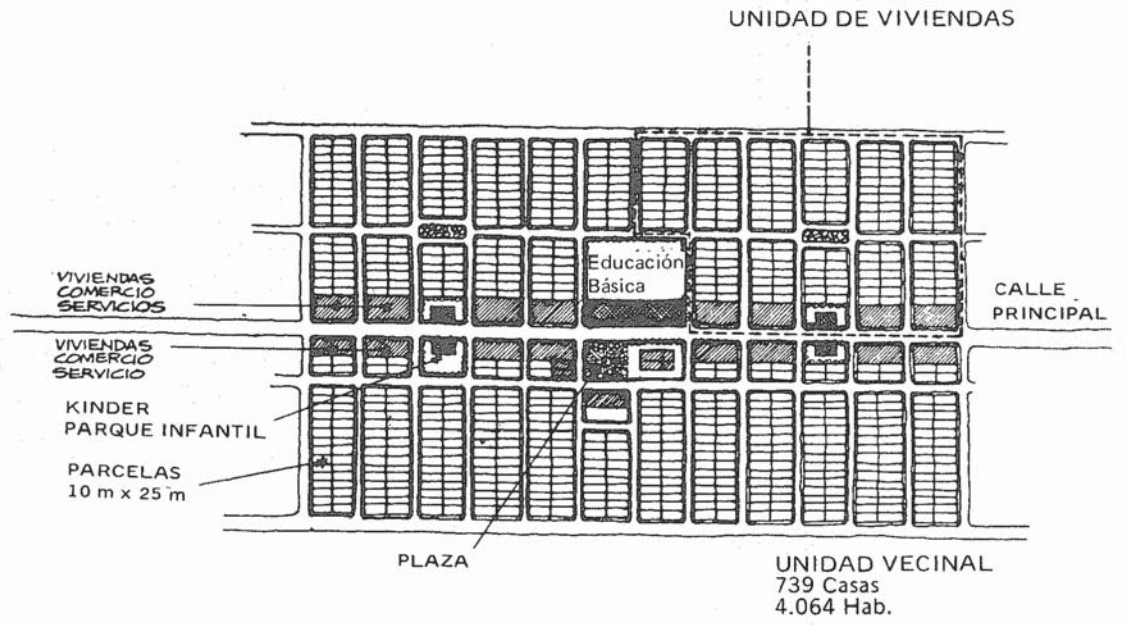 UNIDAD DE VIVIENDAS
Educación
Básica
VIVIENDAS
COMERCIO
SERVICIOS
CALLE
PRINCIPAL
VIVIENDAS
COMERCIO
SERVICIO
KINDER
PARQUE INFANTIL
PARCELAS
10 m x 25 m
PLAZA
UNIDAD VECINAL
739 Casas
4.064 Hab.